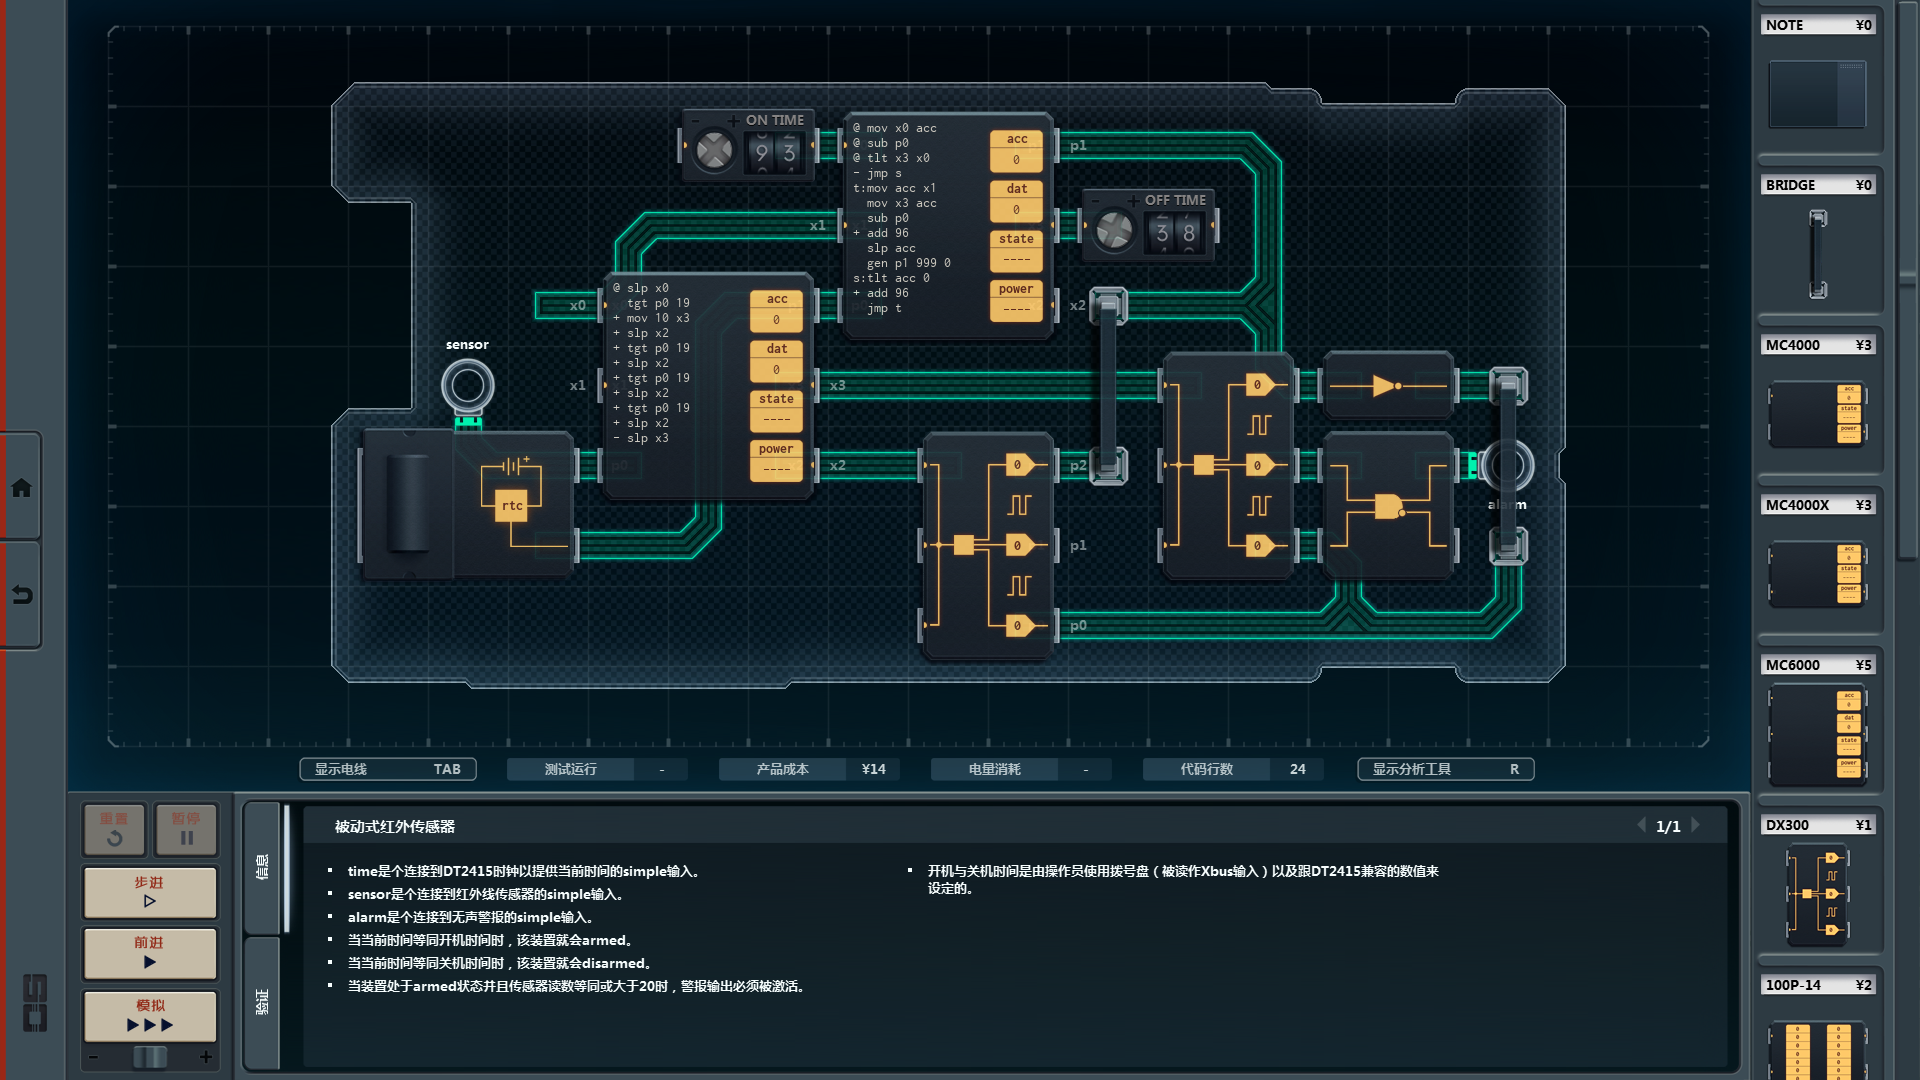 NOTE ¥0
BRIDGE ¥0
MC4000 ¥3
MC4000X ¥3
MC6000 ¥5
DX300 ¥1
100P-14 ¥2
- + ON TIME
9 3
@ mov x0 acc
@ sub p0
@ tlt x3 x0
- jmp s
t:mov acc x1
mov x3 acc
sub p0
+ add 96
slp acc
gen p1 999 0
s:tlt acc 0
+ add 96
jmp t
acc
0
dat
0
state
----
power
----
p1
- + OFF TIME
3 8
x1
x2
x0
@ slp x0
tgt p0 19
+ mov 10 x3
+ slp x2
+ tgt p0 19
+ slp x2
+ tgt p0 19
+ slp x2
+ tgt p0 19
+ slp x2
- slp x3
acc
0
dat
0
state
----
power
----
sensor
x1
x3
x2
p0
rtc
0
0
0
p2
p1
p0
0
0
0
alarm
显示电线 TAB
测试运行 -
产品成本 ¥14
电量消耗 -
代码行数 24
显示分析工具 R
重置
暂停
步进
前进
模拟
- +
信息
验证
被动式红外传感器
1/1
▪ time是个连接到DT2415时钟以提供当前时间的simple输入。
▪ sensor是个连接到红外线传感器的simple输入。
▪ alarm是个连接到无声警报的simple输入。
▪ 当当前时间等同开机时间时，该装置就会armed。
▪ 当当前时间等同关机时间时，该装置就会disarmed。
▪ 当装置处于armed状态并且传感器读数等同或大于20时，警报输出必须被激活。
▪ 开机与关机时间是由操作员使用拨号盘（被读作Xbus输入）以及跟DT2415兼容的数值来
设定的。